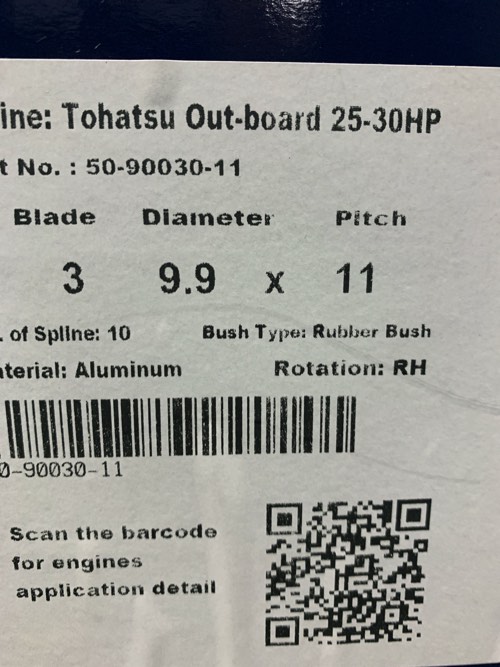 ine: Tohatsu Out-board 25-30HP
t No. : 50-90030-11
Blade Diameter Pitch
3 9.9 x 11
. of Spline: 10 Bush Type: Rubber Bush
aterial: Aluminum Rotation: RH
0-90030-11
Scan the barcode
for engines
application detail